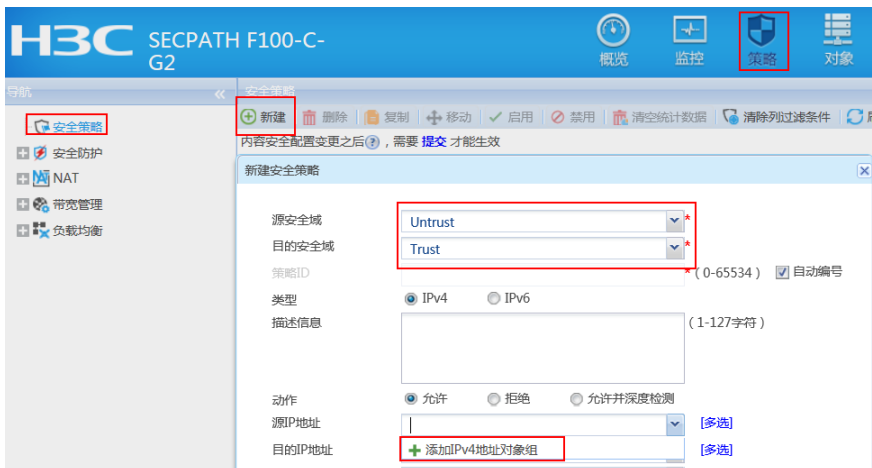 H3C SECPATH F100-C-G2
概览 监控 策略 对象
导航 «
安全策略
安全防护
NAT
带宽管理
负载均衡
安全策略
新建 删除 复制 移动 启用 禁用 清空统计数据 清除列过滤条件
内容安全配置变更之后?，需要 提交 才能生效
新建安全策略
源安全域 Untrust *
目的安全域 Trust *
策略ID * (0-65534) 自动编号
类型 IPv4 IPv6
描述信息 (1-127字符)
动作 允许 拒绝 允许并深度检测
源IP地址 [多选]
添加IPv4地址对象组
目的IP地址 [多选]